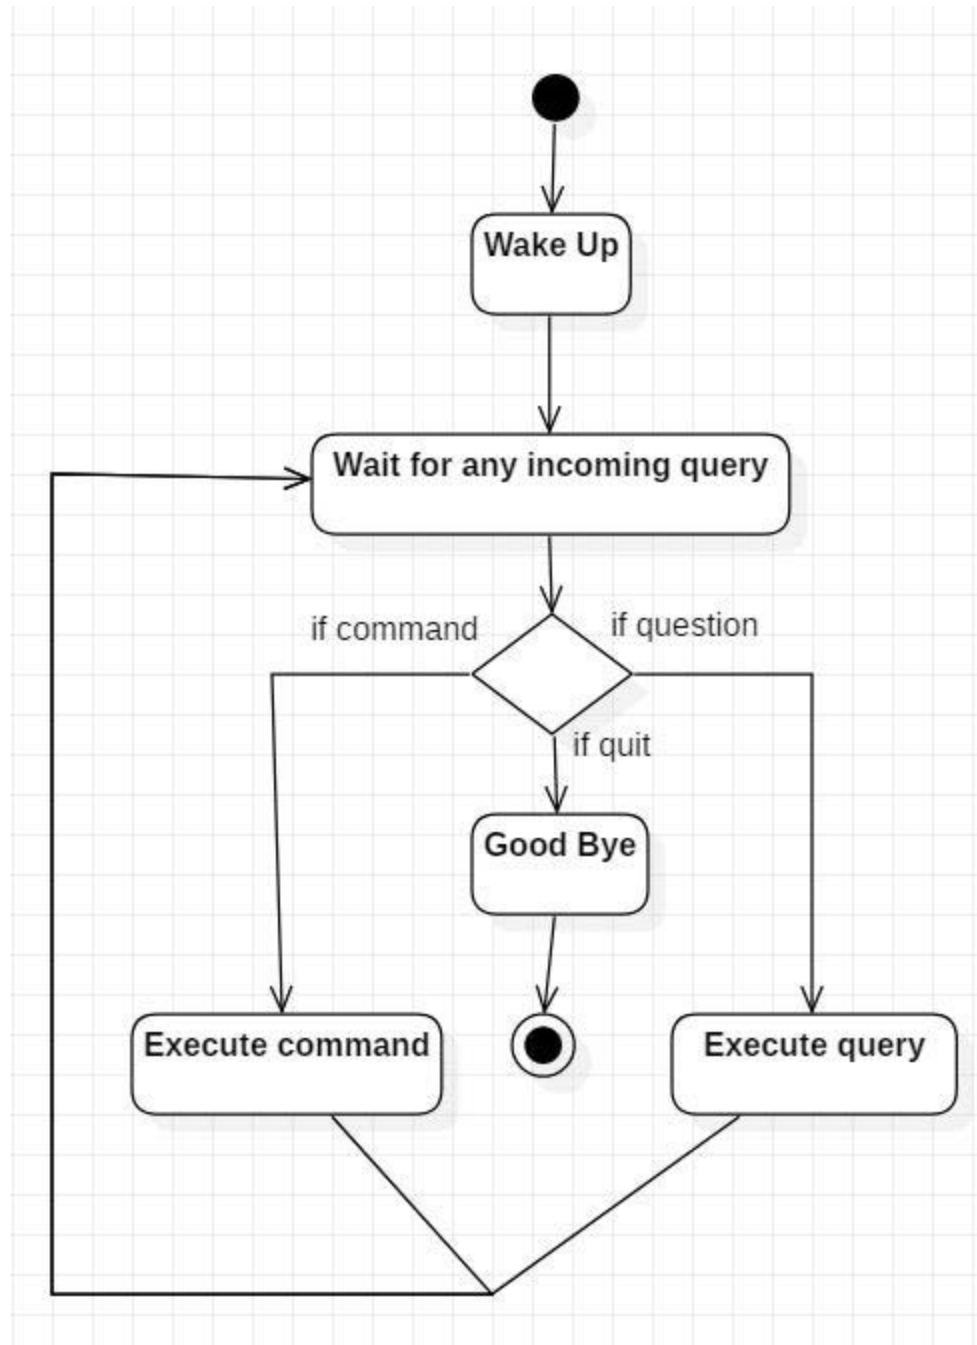 Wake Up
Wait for any incoming query
if command
if question
if quit
Good Bye
Execute command
Execute query